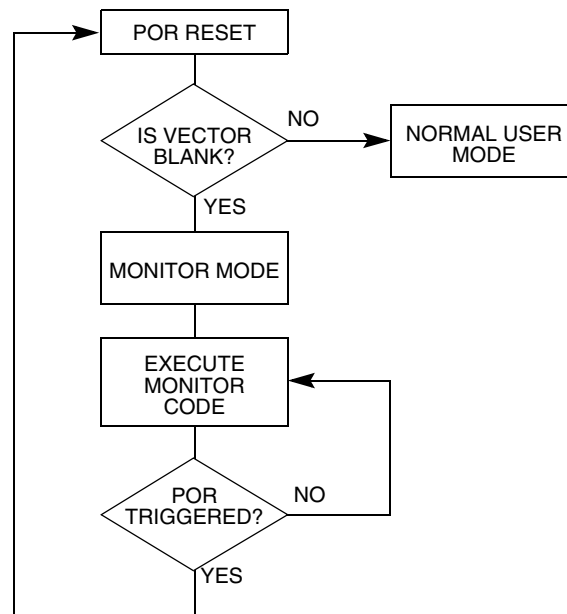 POR RESET
IS VECTOR
BLANK?
NO
NORMAL USER
MODE
YES
MONITOR MODE
EXECUTE
MONITOR
CODE
POR
TRIGGERED?
NO
YES